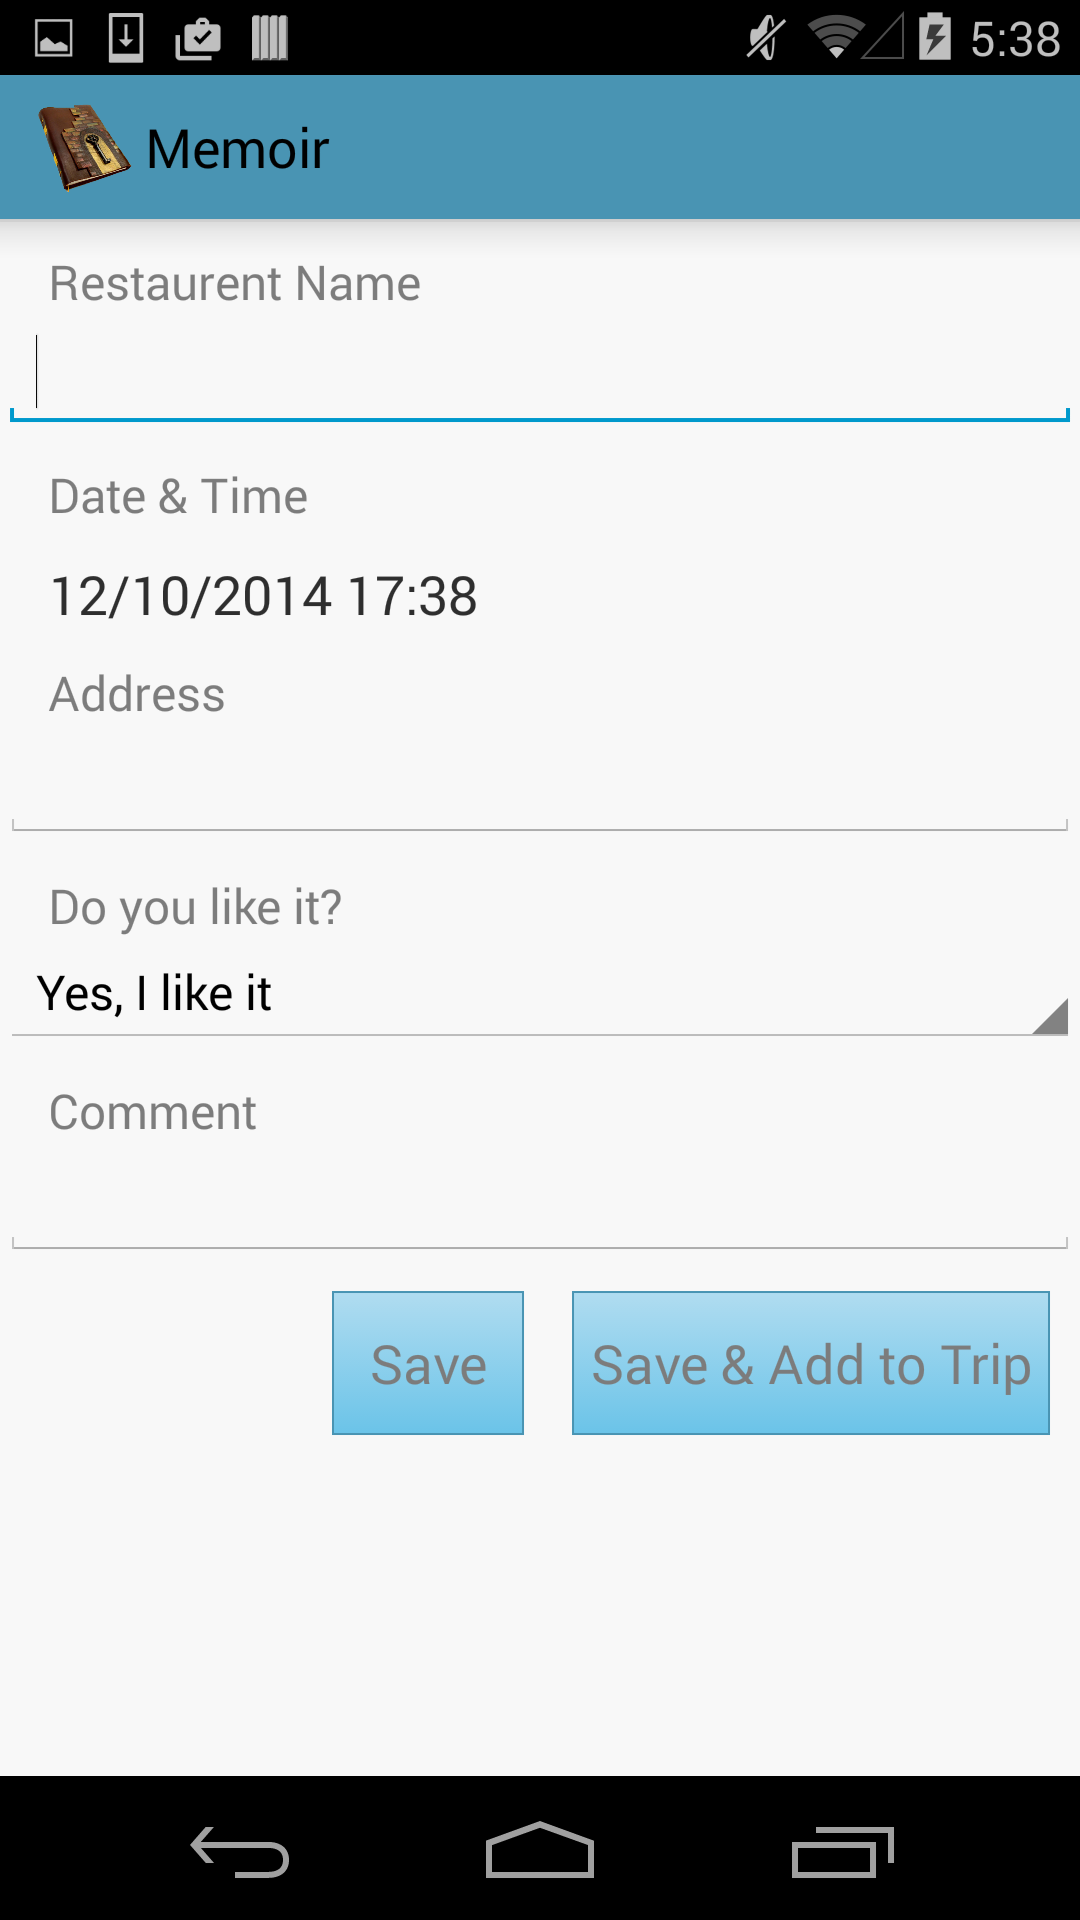 5:38
Memoir
Restaurent Name
Date & Time
12/10/2014 17:38
Address
Do you like it?
Yes, I like it
Comment
Save
Save & Add to Trip